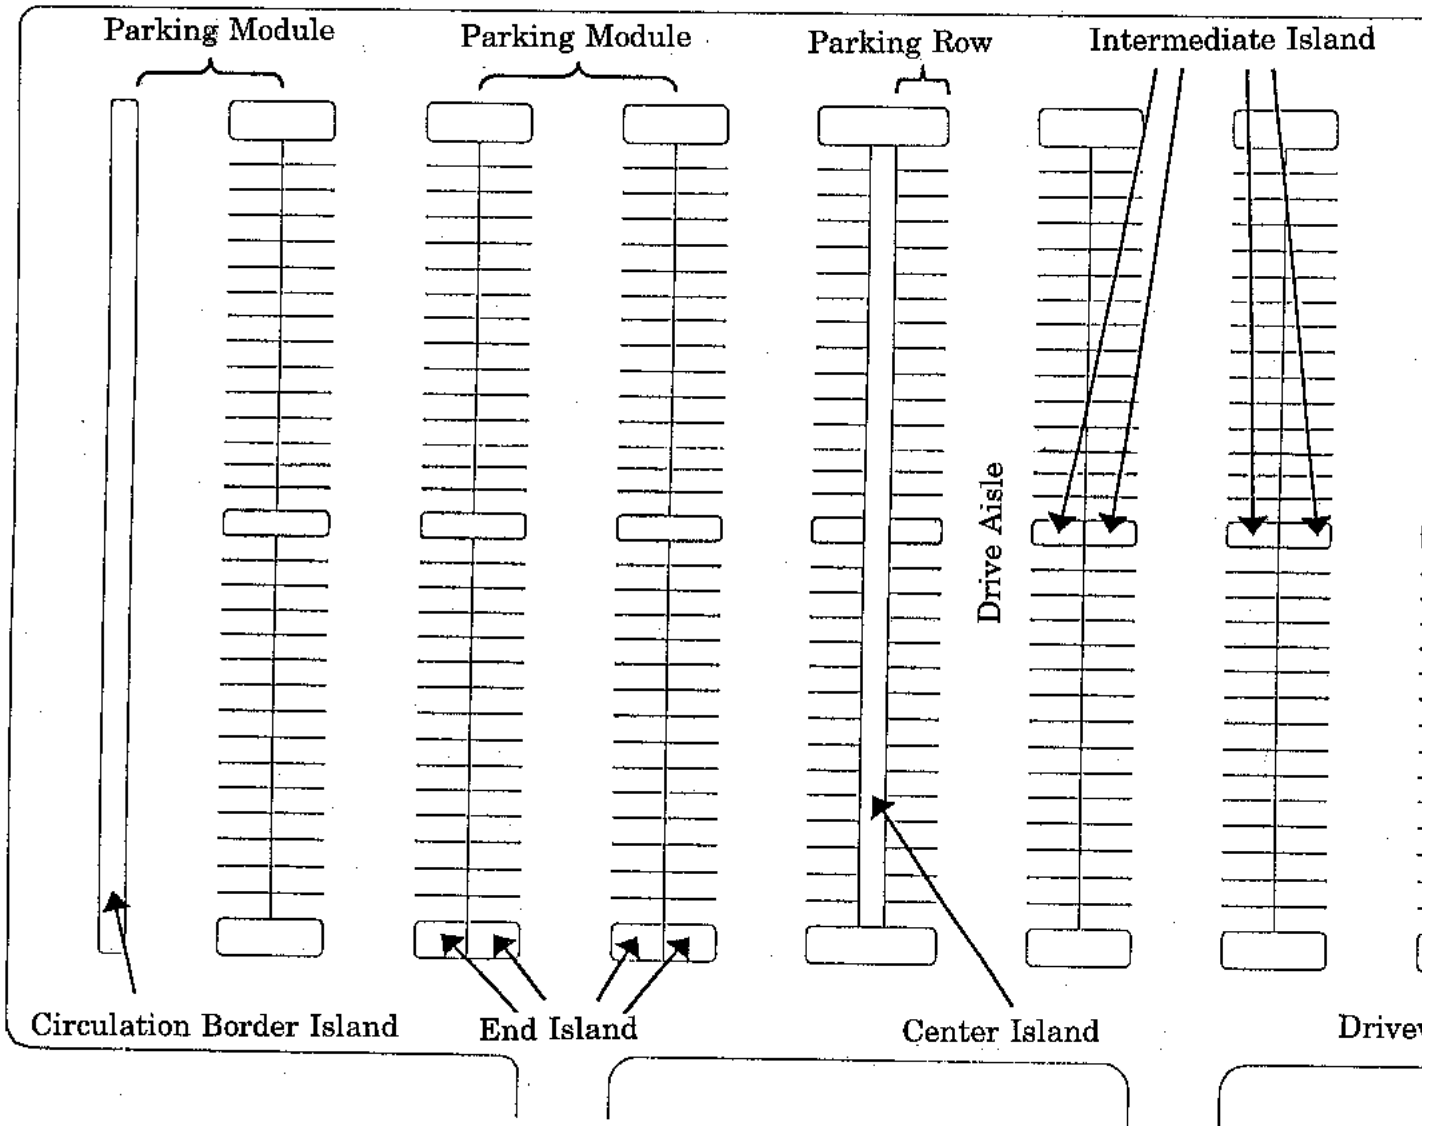 Parking Module
Parking Module
Parking Row
Intermediate Island
Drive Aisle
Circulation Border Island
End Island
Center Island